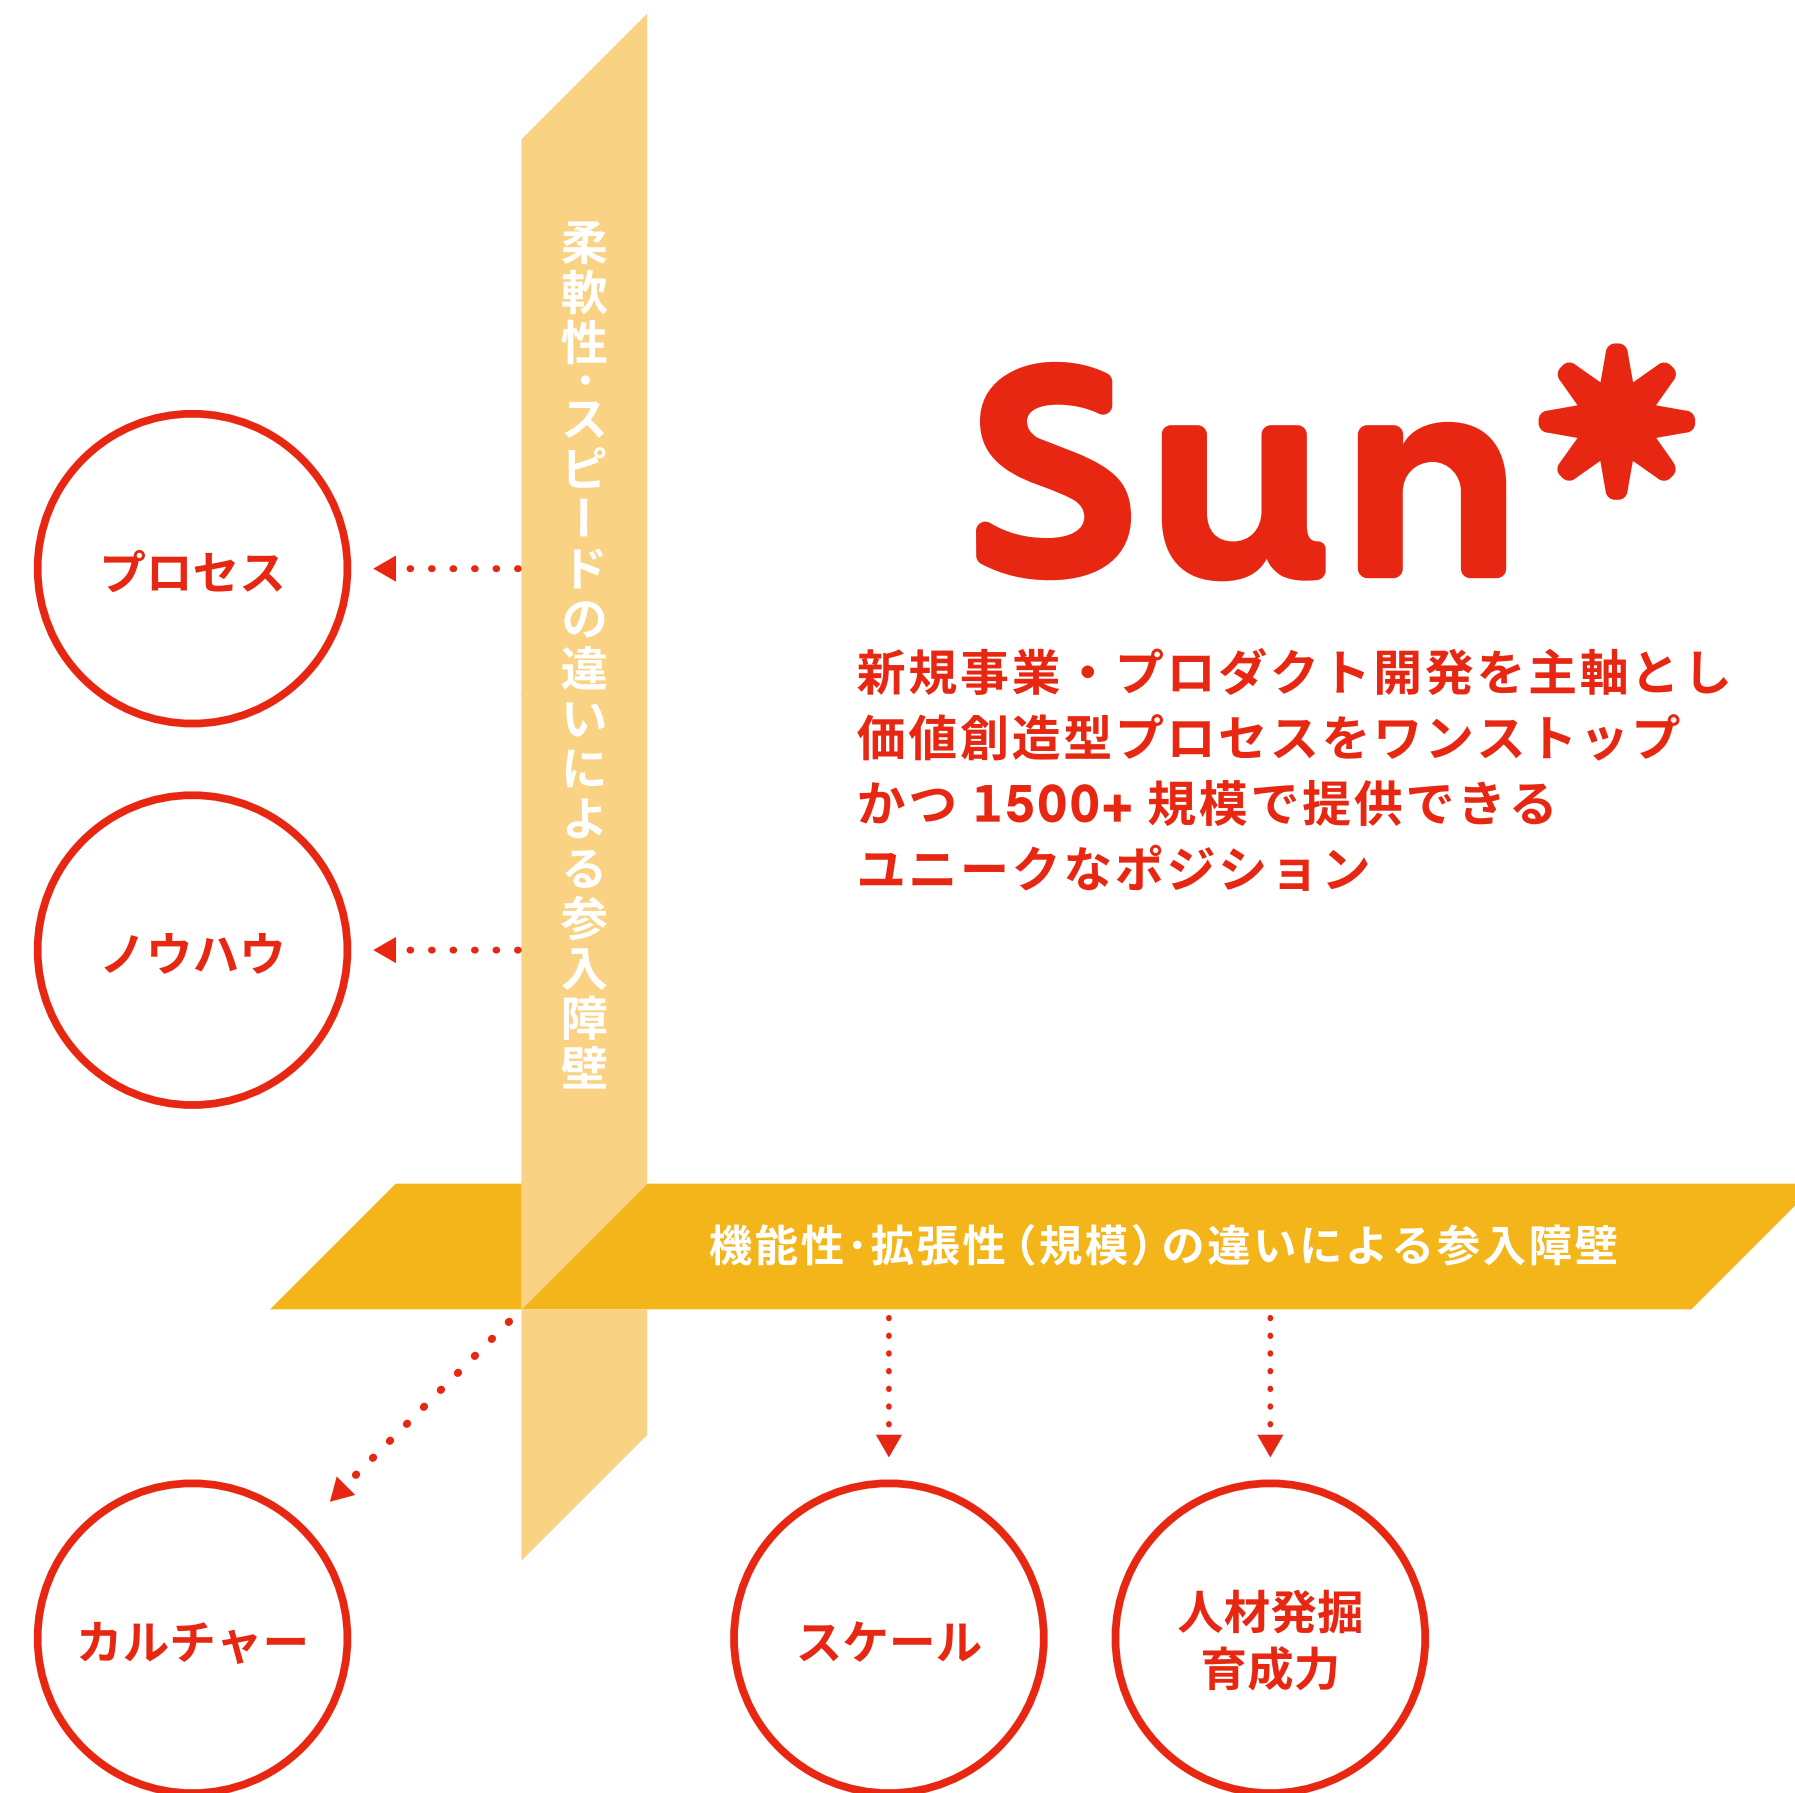 柔軟性・スピードの違いによる参入障壁
Sun*
新規事業・プロダクト開発を主軸とし
価値創造型プロセスをワンストップ
かつ 1500+ 規模で提供できる
ユニークなポジション
プロセス
ノウハウ
機能性・拡張性（規模）の違いによる参入障壁
カルチャー
スケール
人材発掘
育成力